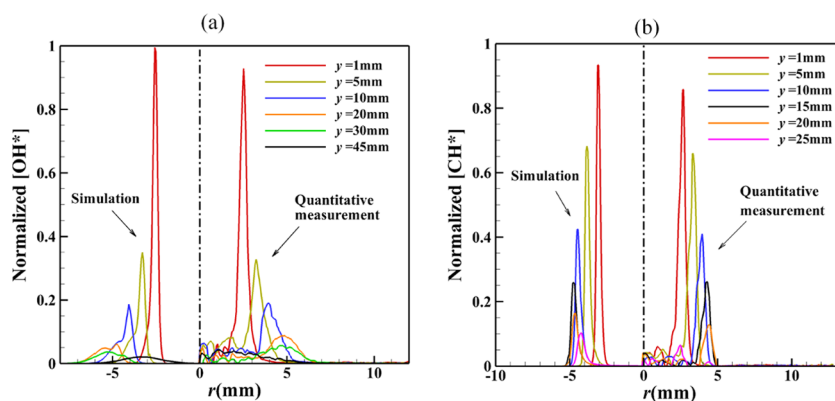 (a)
Normalized [OH*]
1
0.8
0.6
0.4
0.2
0
-5
0
5
10
r(mm)
y =1mm
y =5mm
y =10mm
y =20mm
y =30mm
y =45mm
Simulation
Quantitative
measurement
(b)
Normalized [CH*]
1
0.8
0.6
0.4
0.2
0
-10
-5
0
5
10
r(mm)
y =1mm
y =5mm
y =10mm
y =15mm
y =20mm
y =25mm
Simulation
Quantitative
measurement